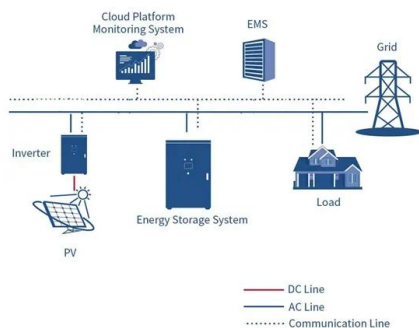 Cloud Platform
Monitoring System
EMS
Grid
Inverter
Energy Storage System
Load
PV
DC Line
AC Line
Communication Line